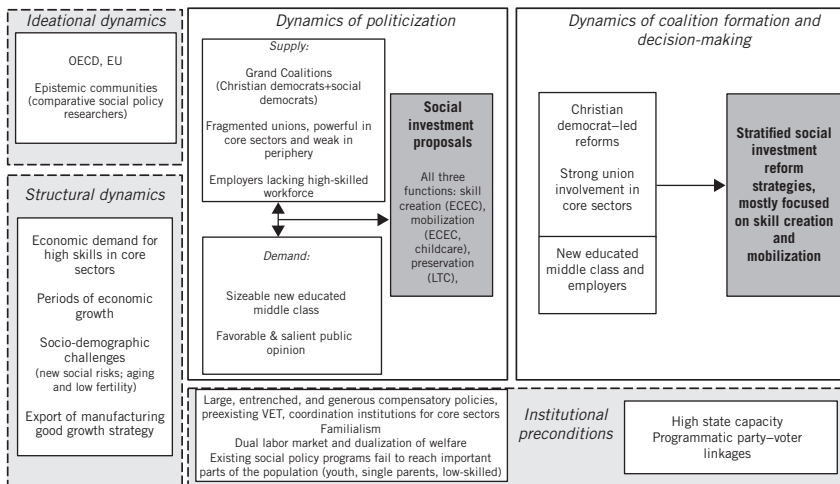 Ideational dynamics
OECD, EU
Epistemic communities
(comparative social policy
researchers)
Structural dynamics
Economic demand for
high skills in core
sectors
Periods of economic
growth
Socio-demographic
challenges
(new social risks; aging
and low fertility)
Export of manufacturing
good growth strategy
Dynamics of politicization
Supply:
Grand Coalitions
(Christian democrats+social
democrats)
Fragmented unions, powerful in
core sectors and weak in
periphery
Employers lacking high-skilled
workforce
Demand:
Sizeable new educated
middle class
Favorable & salient public
opinion
Social
investment
proposals
All three
functions: skill
creation (ECEC),
mobilization
(ECEC,
childcare),
preservation
(LTC),
Dynamics of coalition formation and
decision-making
Christian
democrat–led
reforms
Strong union
involvement in
core sectors
New educated
middle class and
employers
Stratified social
investment
reform
strategies,
mostly focused
on skill creation
and
mobilization
Large, entrenched, and generous compensatory policies,
preexisting VET, coordination institutions for core sectors
Familialism
Dual labor market and dualization of welfare
Existing social policy programs fail to reach important
parts of the population (youth, single parents, low-skilled)
Institutional
preconditions
High state capacity
Programmatic party–voter
linkages